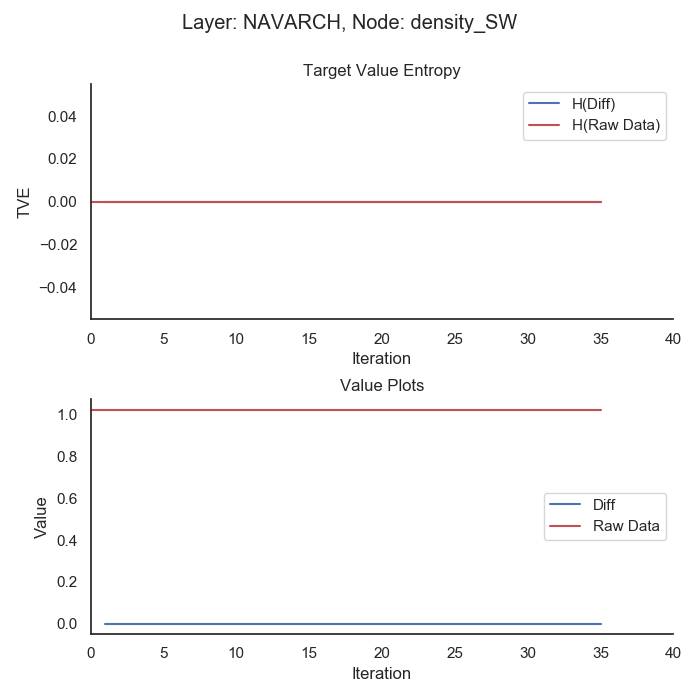 Layer: NAVARCH, Node: density_SW
Target Value Entropy
H(Diff)
H(Raw Data)
TVE
0.04
0.02
0.00
−0.02
−0.04
0 5 10 15 20 25 30 35 40
Iteration
Value Plots
Value
1.0
0.8
0.6
0.4
0.2
0.0
Diff
Raw Data
0 5 10 15 20 25 30 35 40
Iteration